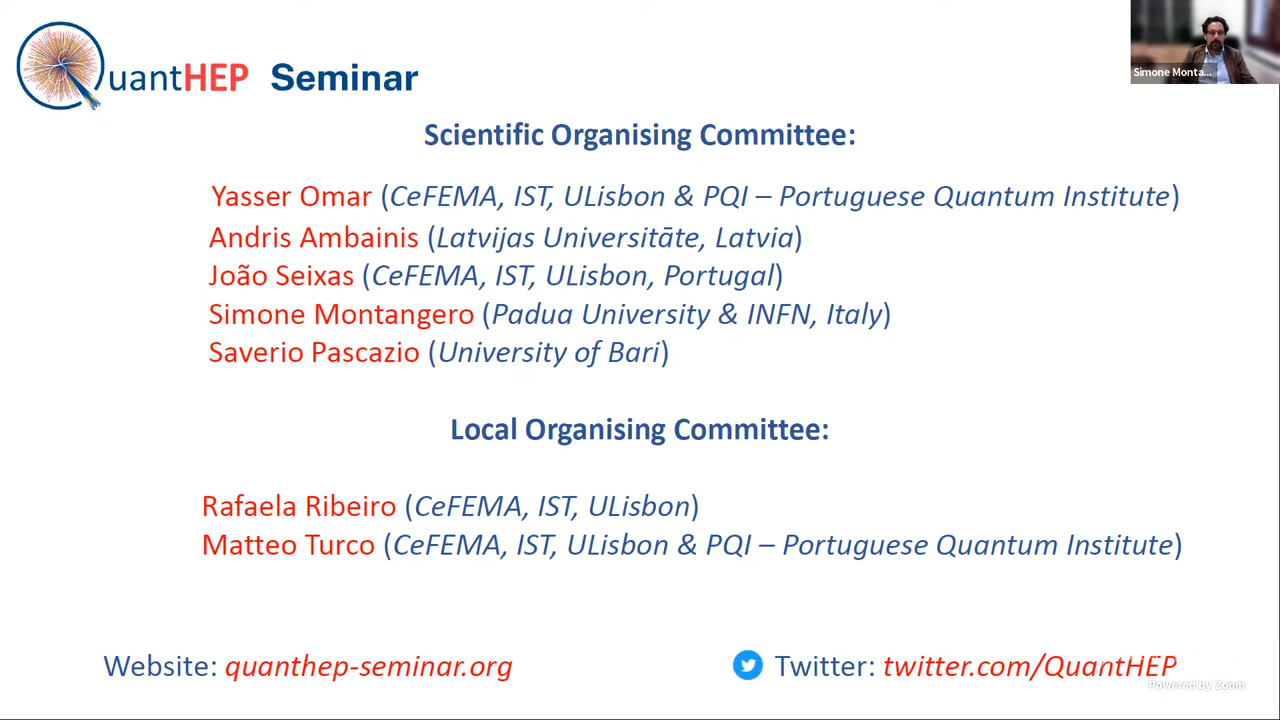 QuantHEP Seminar
Simone Monta...
Scientific Organising Committee:
Yasser Omar (CeFEMA, IST, ULisbon & PQI – Portuguese Quantum Institute)
Andris Ambainis (Latvijas Universitāte, Latvia)
João Seixas (CeFEMA, IST, ULisbon, Portugal)
Simone Montangero (Padua University & INFN, Italy)
Saverio Pascazio (University of Bari)
Local Organising Committee:
Rafaela Ribeiro (CeFEMA, IST, ULisbon)
Matteo Turco (CeFEMA, IST, ULisbon & PQI – Portuguese Quantum Institute)
Website: quanthep-seminar.org
Twitter: twitter.com/QuantHEP
Powered by Zoom